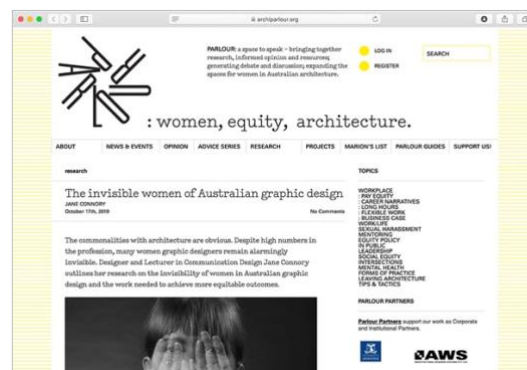 archiparlour.org
PARLOUR: a space to speak – bringing together
research, informed opinion and resources;
generating debate and discussion; expanding the
spaces for women in Australian architecture.
LOG IN
REGISTER
SEARCH
: women, equity, architecture.
ABOUT NEWS & EVENTS OPINION ADVICE SERIES RESEARCH PROJECTS MARION'S LIST PARLOUR GUIDES SUPPORT US!
research
The invisible women of Australian graphic design
JANE CONNORY
October 17th, 2019 No Comments
The commonalities with architecture are obvious. Despite high numbers in
the profession, many women graphic designers remain alarmingly
invisible. Designer and Lecturer in Communication Design Jane Connory
outlines her research on the invisibility of women in Australian graphic
design and the work needed to achieve more equitable outcomes.
TOPICS
WORKPLACE
: PAY EQUITY
: CAREER NARRATIVES
: LONG HOURS
: FLEXIBLE WORK
: BUSINESS CASE
WORK/LIFE
SEXUAL HARASSMENT
MENTORING
EQUITY POLICY
IN PUBLIC
LEADERSHIP
SOCIAL EQUITY
INTERSECTIONS
MENTAL HEALTH
FORMS OF PRACTICE
LEAVING ARCHITECTURE
TIPS & TACTICS
PARLOUR PARTNERS
Parlour Partners support our work as Corporate
and Institutional Partners.
AWS